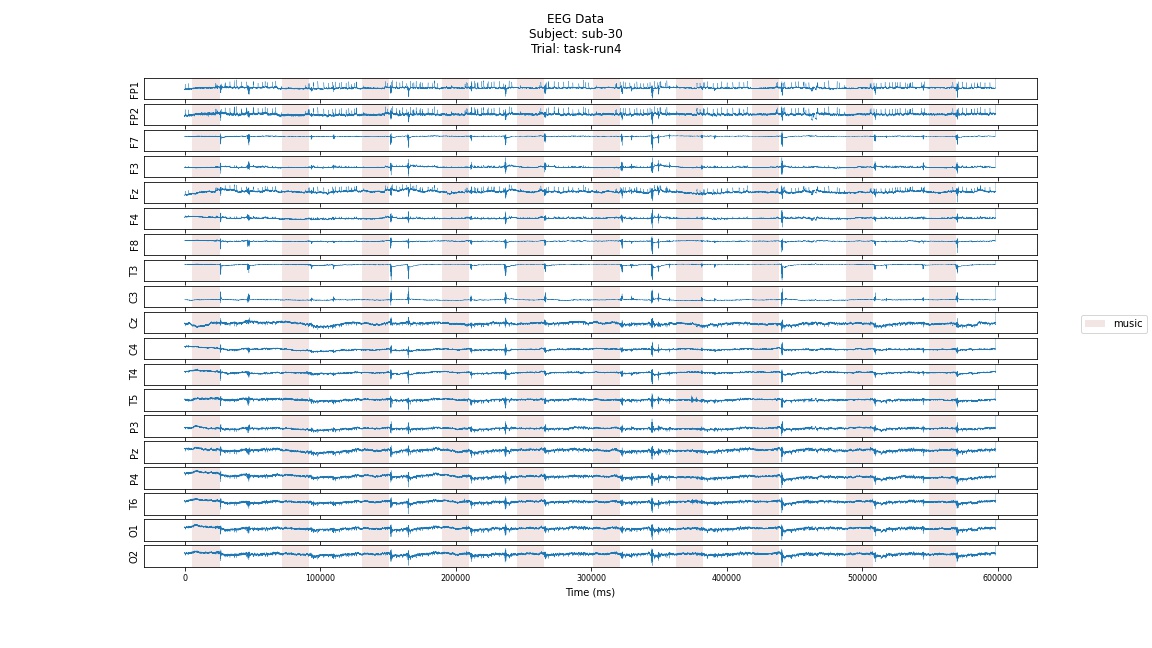 EEG Data
Subject: sub-30
Trial: task-run4
FP1
FP2
F7
F3
Fz
F4
F8
T3
C3
Cz
C4
T4
T5
P3
Pz
P4
T6
O1
O2
music
0 100000 200000 300000 400000 500000 600000
Time (ms)